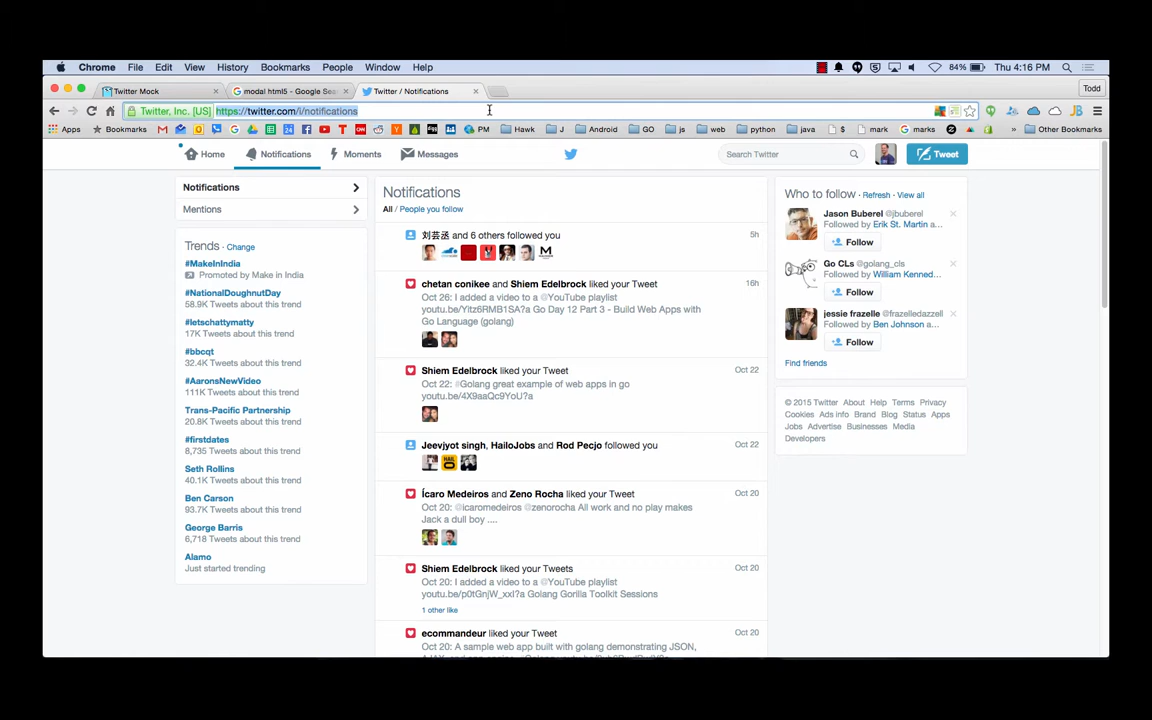 Chrome File Edit View History Bookmarks People Window Help 84% Thu 4:16 PM
Twitter Mock modal html5 - Google Sea Twitter / Notifications Todd
Twitter, Inc. [US] https://twitter.com/i/notifications
Apps Bookmarks PM Hawk J Android GO js web python java $ mark marks » Other Bookmarks
Home Notifications Moments Messages Search Twitter Tweet
Notifications
Mentions
Trends · Change
#MakeInIndia
Promoted by Make in India
#NationalDoughnutDay
58.9K Tweets about this trend
#letschattymatty
17K Tweets about this trend
#bbcqt
32.4K Tweets about this trend
#AaronsNewVideo
111K Tweets about this trend
Trans-Pacific Partnership
20.8K Tweets about this trend
#firstdates
8,735 Tweets about this trend
Seth Rollins
40.1K Tweets about this trend
Ben Carson
93.7K Tweets about this trend
George Barris
6,718 Tweets about this trend
Alamo
Just started trending
Notifications
All / People you follow
刘芸丞 and 6 others followed you 5h
chetan conikee and Shiem Edelbrock liked your Tweet 16h
Oct 26: I added a video to a @YouTube playlist
youtu.be/Yitz6RMB1SA?a Go Day 12 Part 3 - Build Web Apps with
Go Language (golang)
Shiem Edelbrock liked your Tweet Oct 22
Oct 22: #Golang great example of web apps in go
youtu.be/4X9aaQc9YoU?a
Jeevjyot singh, HailoJobs and Rod Pecjo followed you Oct 22
Ícaro Medeiros and Zeno Rocha liked your Tweet Oct 20
Oct 20: @icaromedeiros @zenorocha All work and no play makes
Jack a dull boy ....
Shiem Edelbrock liked your Tweets Oct 20
Oct 20: I added a video to a @YouTube playlist
youtu.be/p0tGnjW_xxI?a Golang Gorilla Toolkit Sessions
1 other like
ecommandeur liked your Tweet Oct 20
Oct 20: A sample web app built with golang demonstrating JSON,
Who to follow · Refresh · View all
Jason Buberel @jbuberel
Followed by Erik St. Martin a...
Follow
Go CLs @golang_cls
Followed by William Kenned...
Follow
jessie frazelle @frazelledazzell
Followed by Ben Johnson a...
Follow
Find friends
© 2015 Twitter About Help Terms Privacy
Cookies Ads info Brand Blog Status Apps
Jobs Advertise Businesses Media
Developers